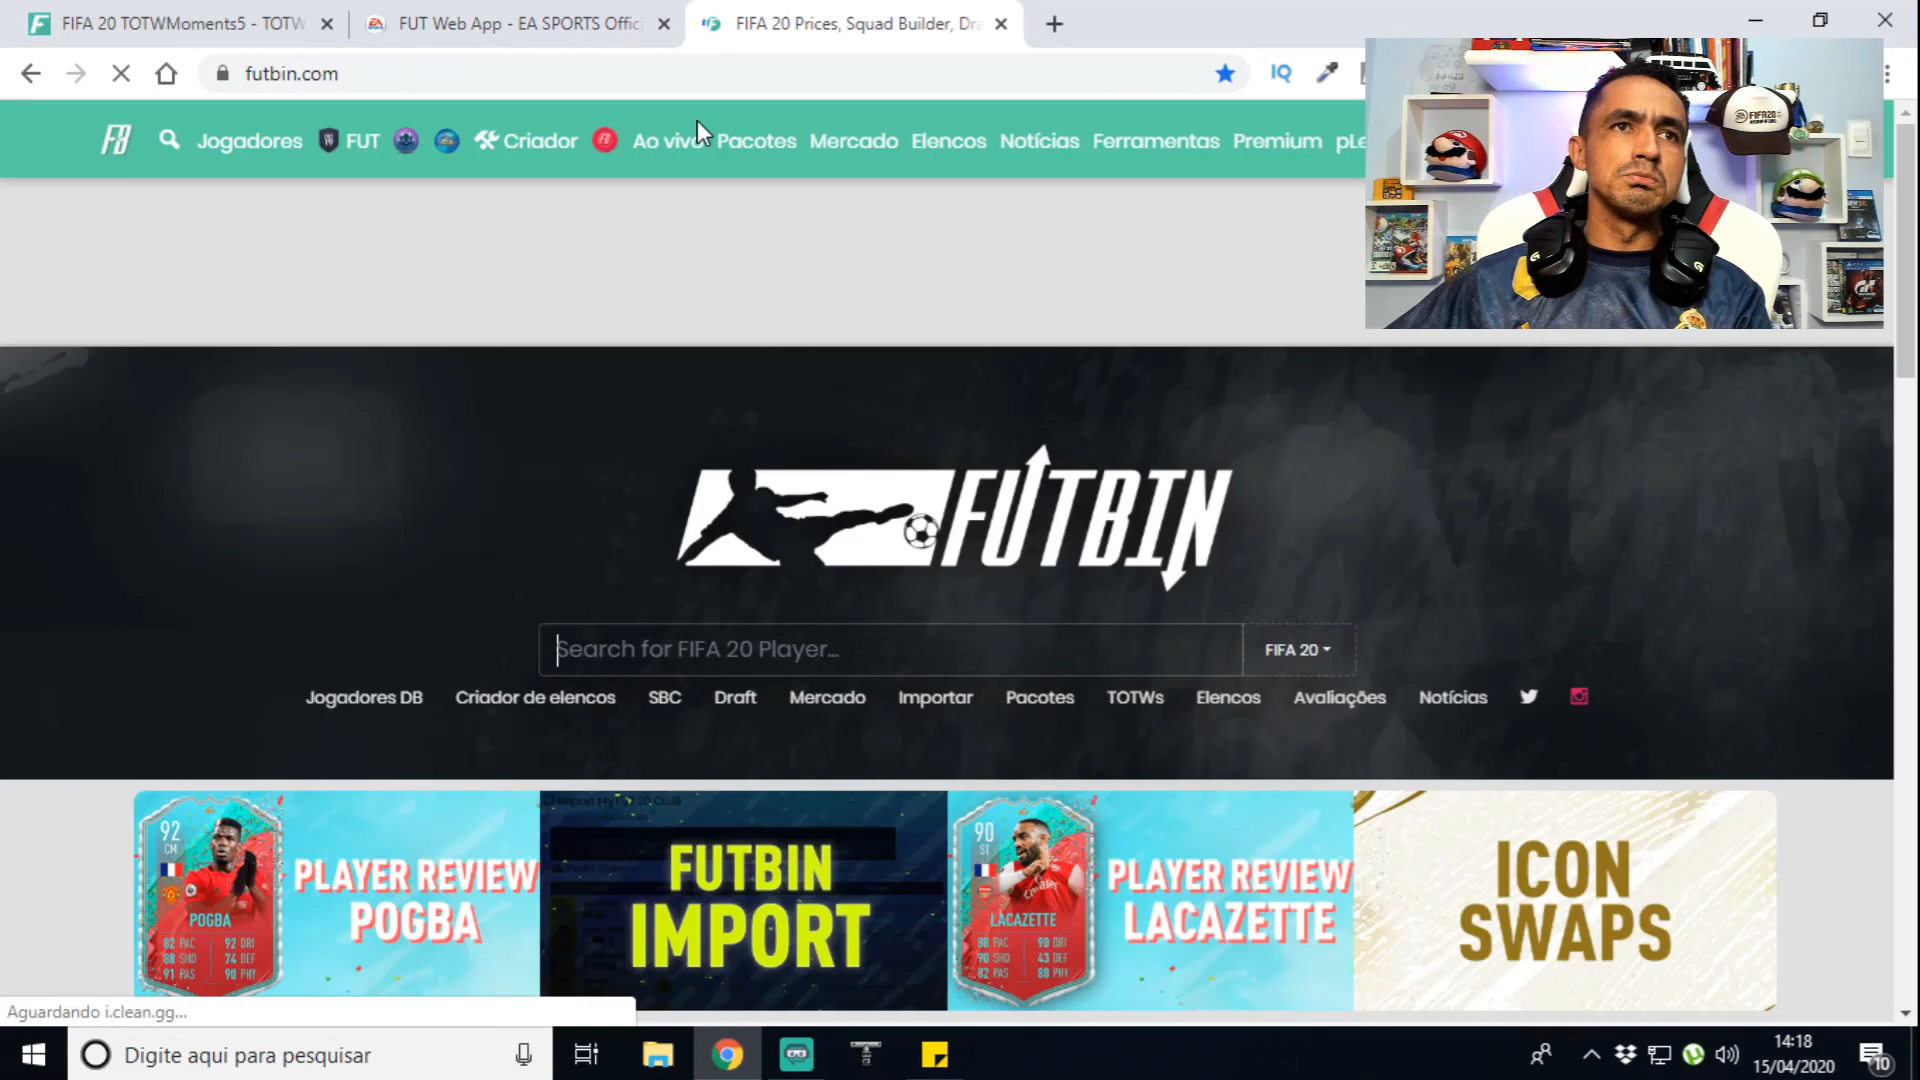 FIFA 20 TOTWMoments5 - TOTW
FUT Web App - EA SPORTS Offic
FIFA 20 Prices, Squad Builder, Dra
futbin.com
IQ
Jogadores FUT Criador Ao vivo Pacotes Mercado Elencos Notícias Ferramentas Premium pLe
FIFA20
FUTBIN
Search for FIFA 20 Player...
FIFA 20
Jogadores DB Criador de elencos SBC Draft Mercado Importar Pacotes TOTWs Elencos Avaliações Notícias
92
CM
POGBA
82 PAC 92 DRI
88 SHO 74 DEF
91 PAS 90 PHY
PLAYER REVIEW
POGBA
FUTBIN
IMPORT
90
ST
LACAZETTE
88 PAC 90 DRI
90 SHO 43 DEF
82 PAS 80 PHY
PLAYER REVIEW
LACAZETTE
ICON
SWAPS
Aguardando i.clean.gg...
Digite aqui para pesquisar
14:18
15/04/2020
10